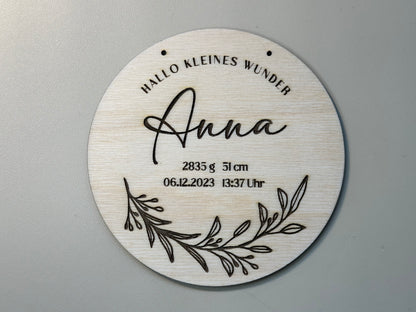 HALLO KLEINES WUNDER
Anna
2835 g 51 cm
06.12.2023 13:37 Uhr